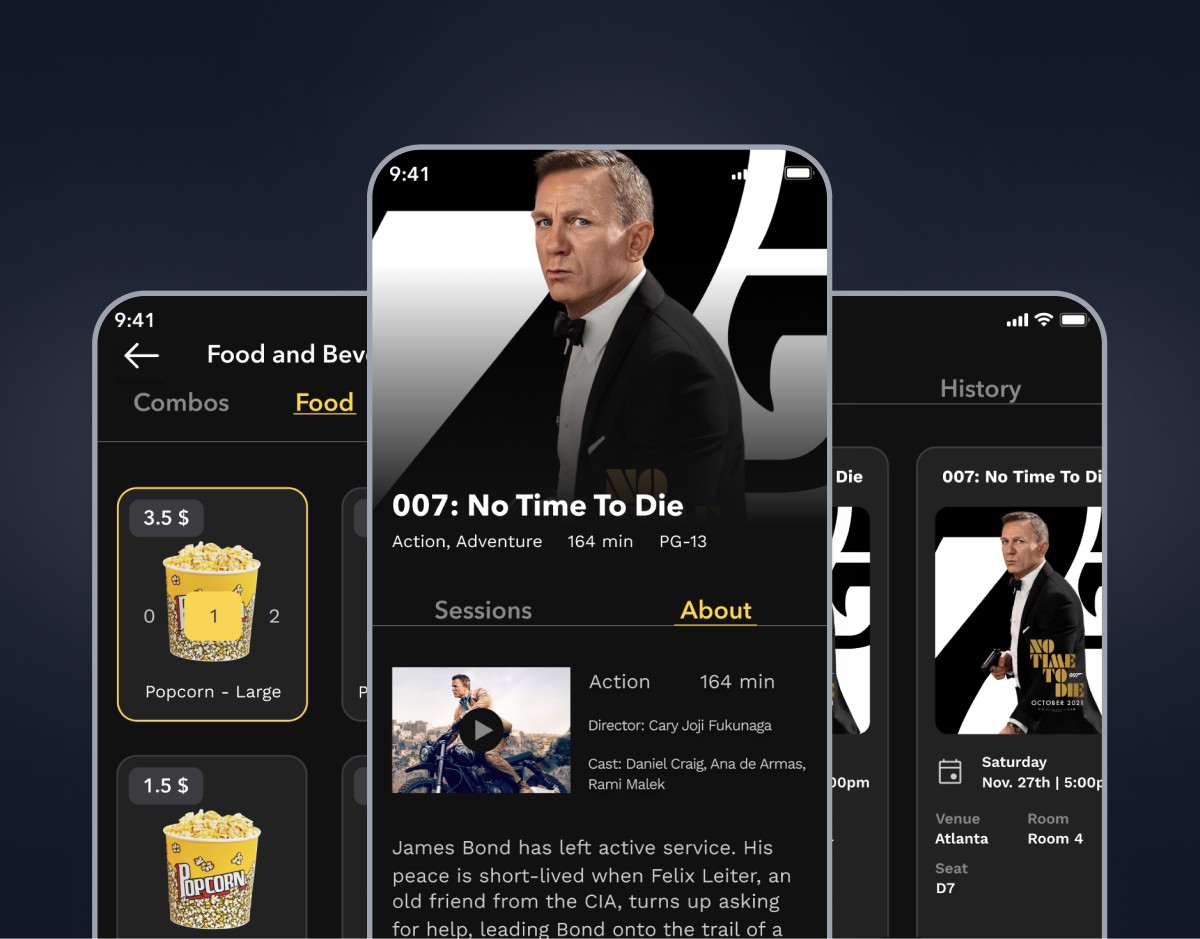 9:41
Food and Bev
Combos
Food
3.5 $
0
1
2
Popcorn - Large
P
1.5 $
POPCORN
9:41
NO
007: No Time To Die
Action, Adventure 164 min PG-13
Sessions
About
Action 164 min
Director: Cary Joji Fukunaga
Cast: Daniel Craig, Ana de Armas,
Rami Malek
James Bond has left active service. His
peace is short-lived when Felix Leiter, an
old friend from the CIA, turns up asking
for help, leading Bond onto the trail of a
History
Die
00pm
007: No Time To Di
NO
TIME
TO
DIE
007
OCTOBER 2021
Saturday
Nov. 27th | 5:00p
Venue Room
Atlanta Room 4
Seat
D7